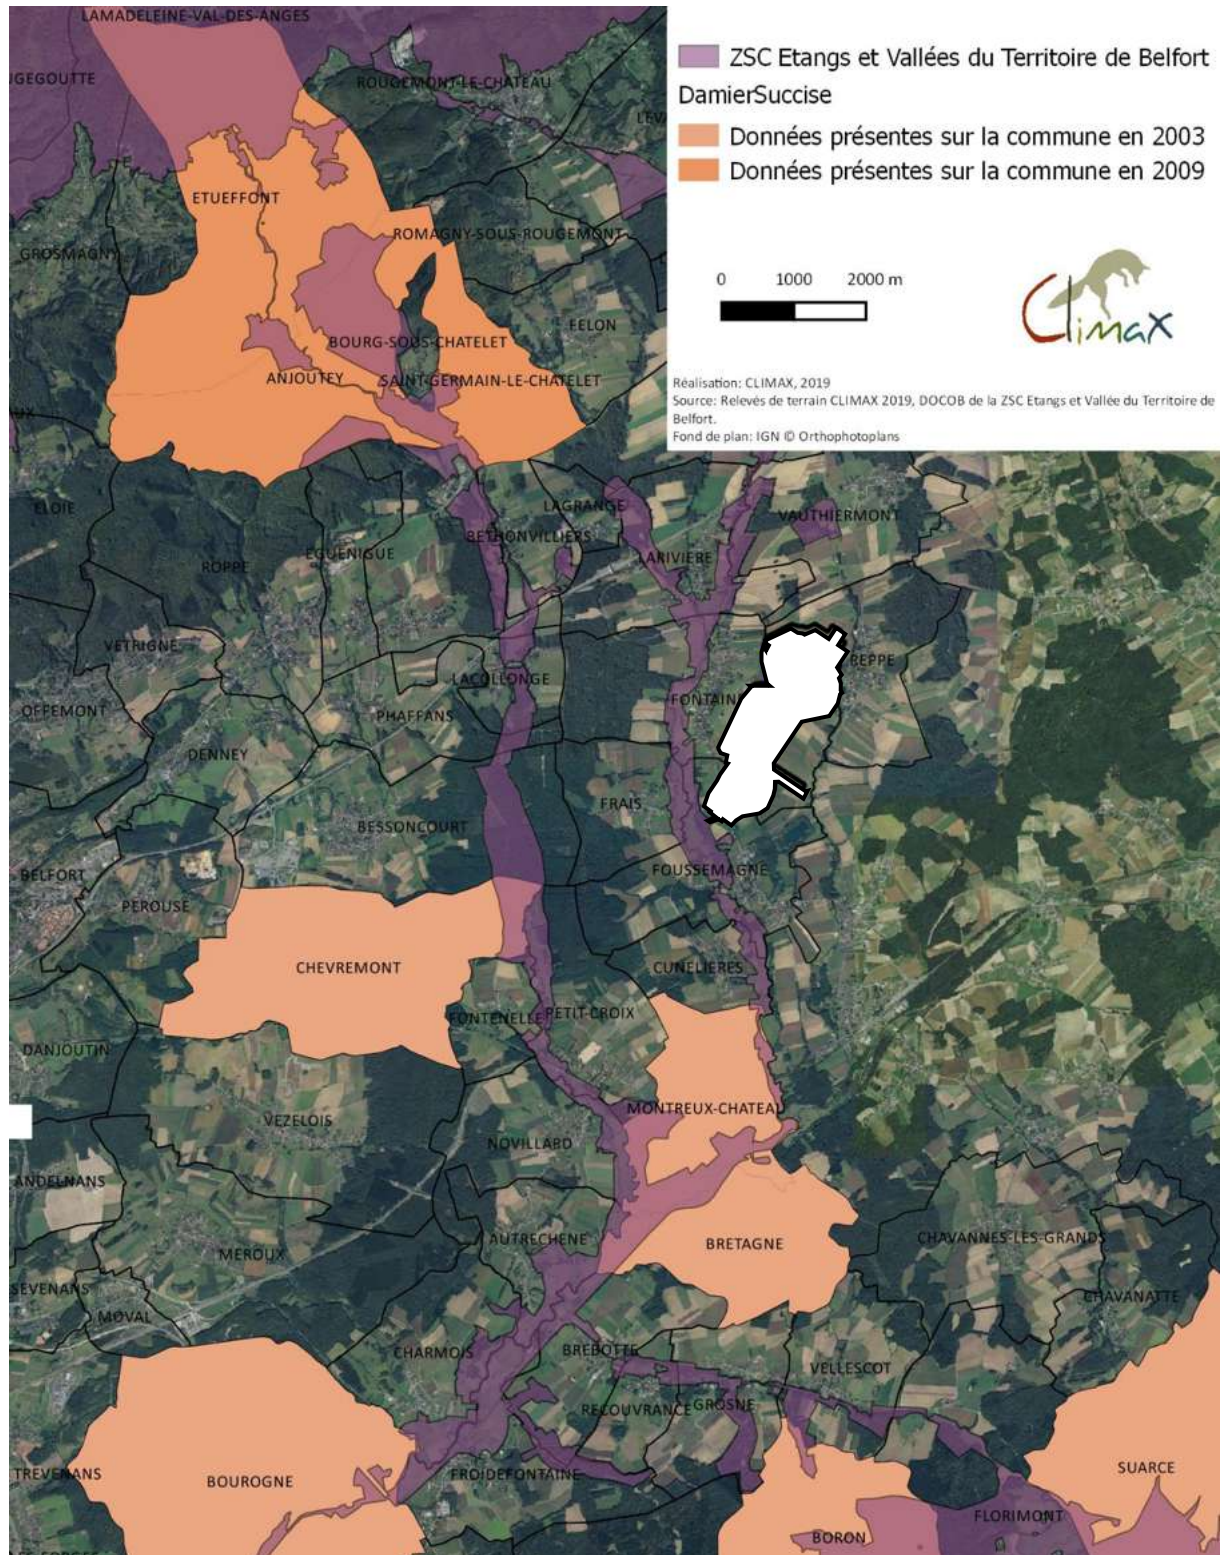 LAMADELEINE-VAL-DES-ANGES
ZSC Etangs et Vallées du Territoire de Belfort
UGEGOUTTE
ROUGEMONT-LE-CHATEAU
DamierSuccise
LEVA
Données présentes sur la commune en 2003
Données présentes sur la commune en 2009
ETUEFFONT
ROMAGNY-SOUS-ROUGEMONT
GROSMAGNY
0 1000 2000 m
Climax
FELON
BOURG-SOUS-CHATELET
ANJOUTEY
SAINT-GERMAIN-LE-CHATELET
Réalisation: CLIMAX, 2019
Source: Relevés de terrain CLIMAX 2019, DOCOB de la ZSC Etangs et Vallée du Territoire de
Belfort.
Fond de plan: IGN © Orthophotoplans
UX
ELOIE
LAGRANGE
VAUTHIERMONT
BETHONVILLIERS
EGUENIGUE
LARIVIERE
ROPPE
VETRIGNE
REPPE
LACOLLONGE
FONTAINE
OFFEMONT
PHAFFANS
DENNEY
FRAIS
BESSONCOURT
FOUSSEMAGNE
BELFORT
PEROUSE
CHEVREMONT
CUNELIERES
FONTENELLE
PETIT-CROIX
DANJOUTIN
MONTREUX-CHATEAU
VEZELOIS
NOVILLARD
ANDELNANS
AUTRECHENE
BRETAGNE
CHAVANNES-LES-GRANDS
MEROUX
SEVENANS
CHAVANATTE
MOVAL
CHARMOIS
BREBOTTE
VELLESCOT
RECOUVRANCE
GROSNE
TREVENANS
BOUROGNE
FROIDEFONTAINE
SUARCE
FLORIMONT
BORON